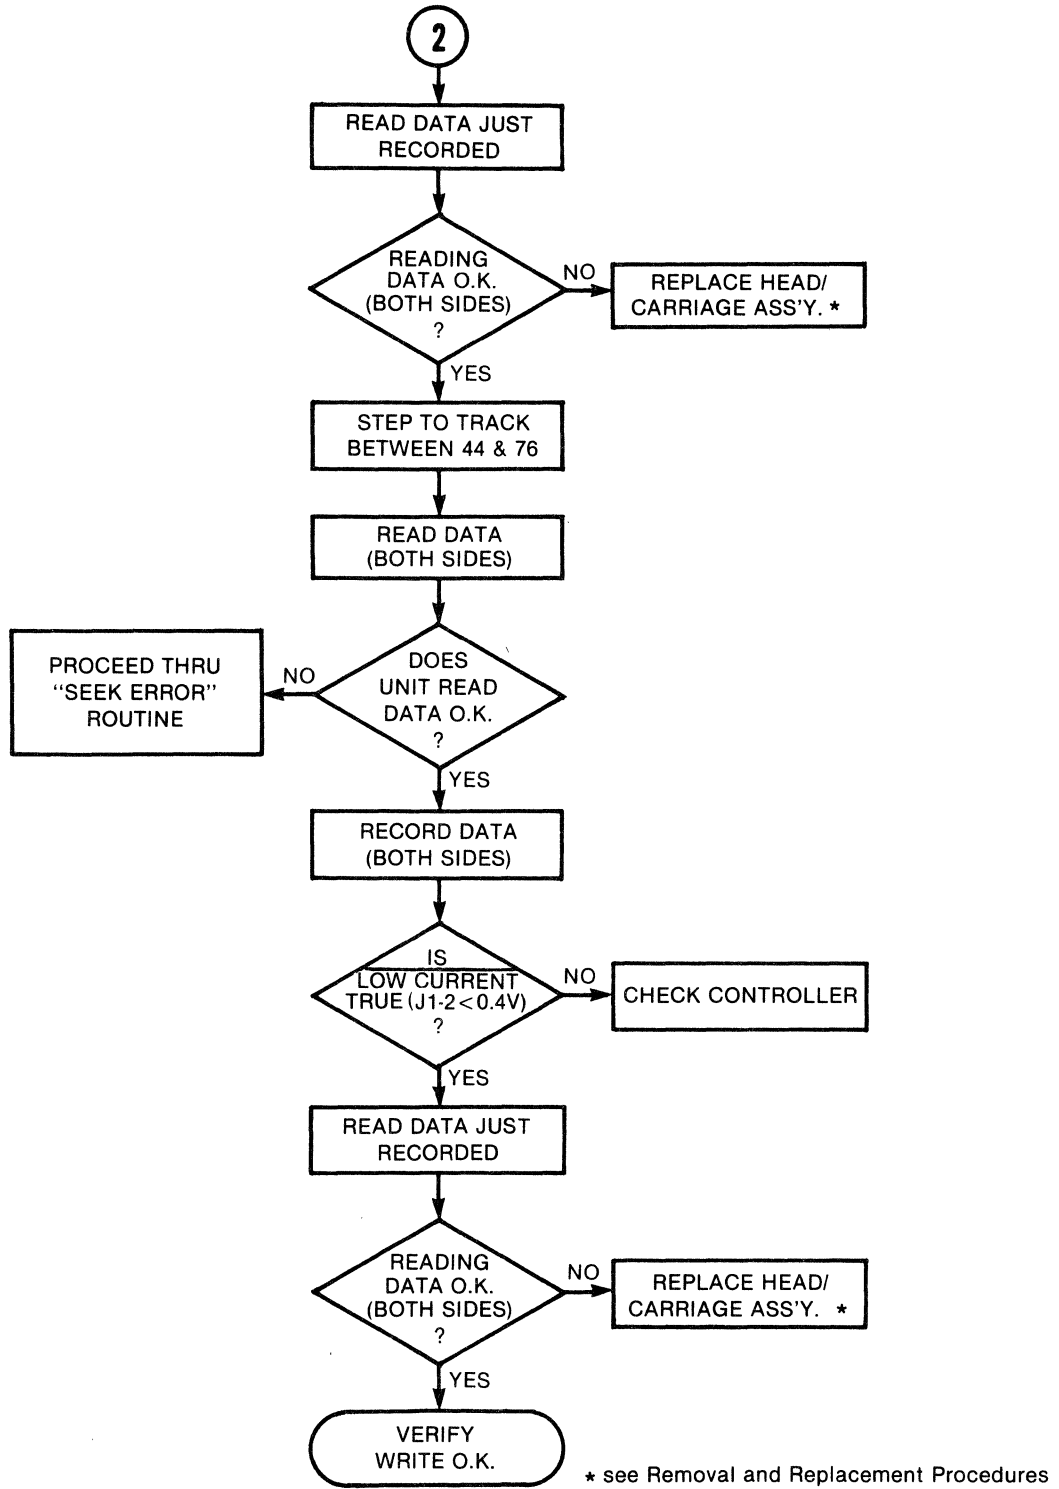 2
READ DATA JUST
RECORDED
READING
DATA O.K.
(BOTH SIDES)
?
NO
REPLACE HEAD/
CARRIAGE ASS'Y. *
YES
STEP TO TRACK
BETWEEN 44 & 76
READ DATA
(BOTH SIDES)
DOES
UNIT READ
DATA O.K.
?
NO
PROCEED THRU
"SEEK ERROR"
ROUTINE
YES
RECORD DATA
(BOTH SIDES)
IS
LOW CURRENT
TRUE (J1-2<0.4V)
?
NO
CHECK CONTROLLER
YES
READ DATA JUST
RECORDED
READING
DATA O.K.
(BOTH SIDES)
?
NO
REPLACE HEAD/
CARRIAGE ASS'Y. *
YES
VERIFY
WRITE O.K.
* see Removal and Replacement Procedures